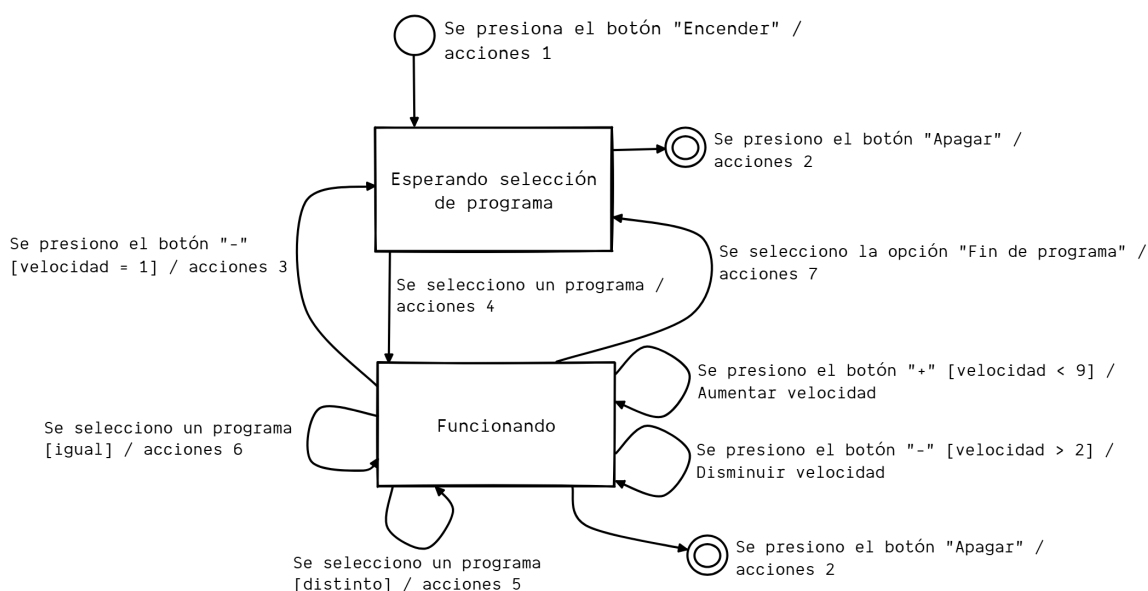 Se presiona el botón "Encender" /
acciones 1
Se presiono el botón "Apagar" /
acciones 2
Esperando selección
de programa
Se presiono el botón "-"
[velocidad = 1] / acciones 3
Se selecciono la opción "Fin de programa" /
acciones 7
Se selecciono un programa /
acciones 4
Se presiono el botón "+" [velocidad < 9] /
Aumentar velocidad
Funcionando
Se selecciono un programa
[igual] / acciones 6
Se presiono el botón "-" [velocidad > 2] /
Disminuir velocidad
Se presiono el botón "Apagar" /
acciones 2
Se selecciono un programa
[distinto] / acciones 5